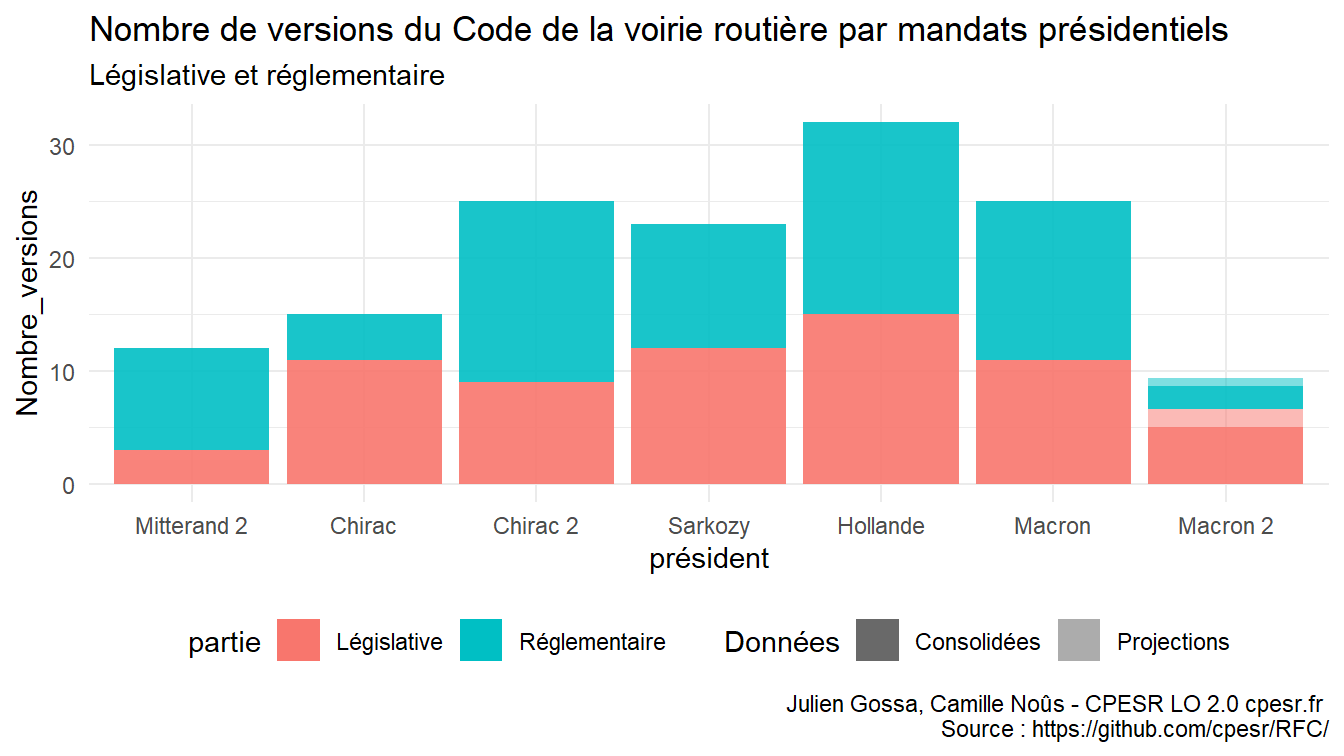 Nombre de versions du Code de la voirie routière par mandats présidentiels
Législative et réglementaire
Nombre_versions
30
20
10
0
Mitterand 2 Chirac Chirac 2 Sarkozy Hollande Macron Macron 2
président
partie Législative Réglementaire Données Consolidées Projections
Julien Gossa, Camille Noûs - CPESR LO 2.0 cpesr.fr
Source : https://github.com/cpesr/RFC/